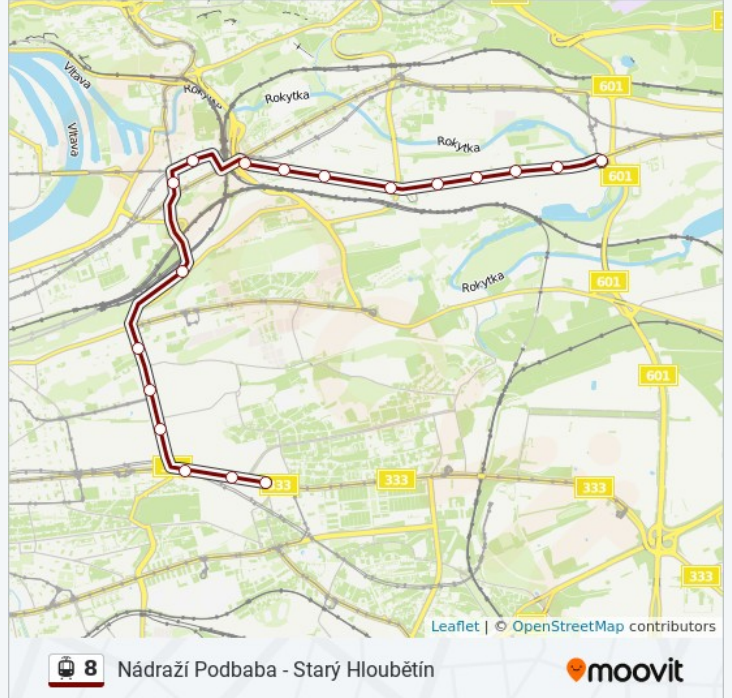 601
Vltava
Rokytka
Rokytka
Vltava
Rokytka
601
Rokytka
601
601
333
333
333
333
Leaflet | © OpenStreetMap contributors
8 Nádraží Podbaba - Starý Hloubětín
moovit